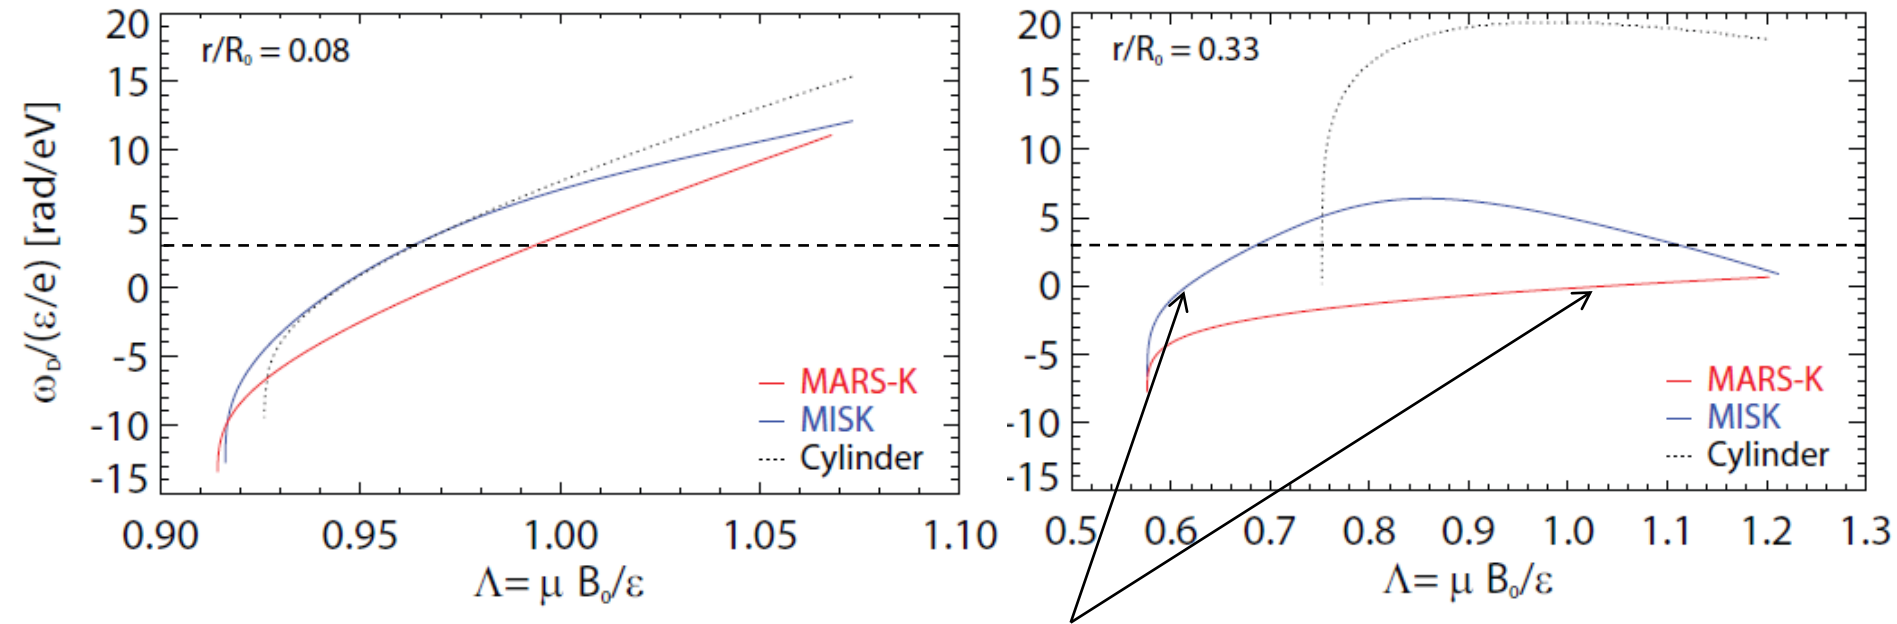 ω_D/(ε/e) [rad/eV]
20
15
10
5
0
-5
-10
-15
r/R₀ = 0.08
MARS-K
MISK
Cylinder
0.90 0.95 1.00 1.05 1.10
Λ= μ B₀/ε
20
15
10
5
0
-5
-10
-15
r/R₀ = 0.33
MARS-K
MISK
Cylinder
0.5 0.6 0.7 0.8 0.9 1.0 1.1 1.2 1.3
Λ= μ B₀/ε